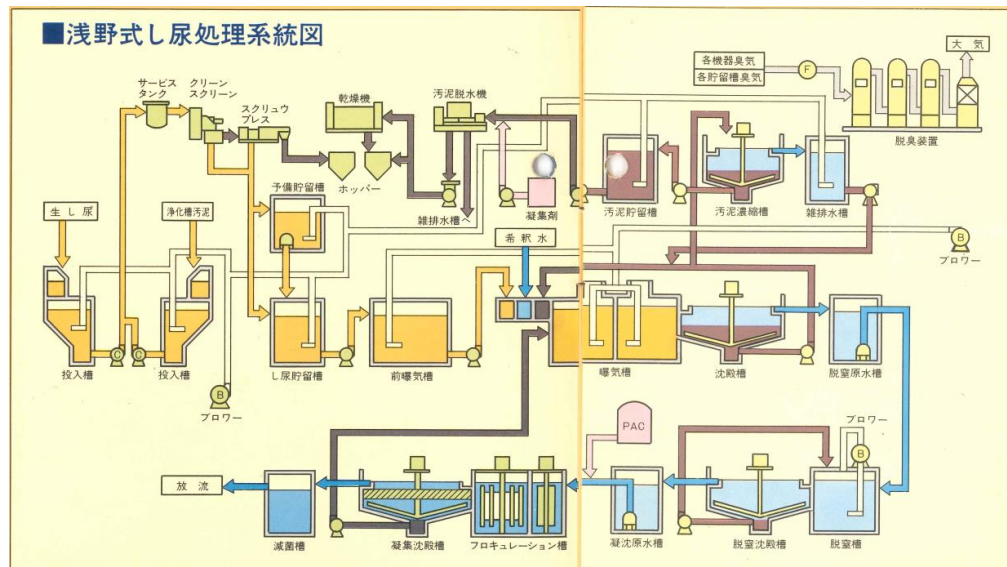 ■浅野式し尿処理系統図
大気
各機器臭気
各貯留槽臭気
F
脱臭装置
サービス
タンク
クリーン
スクリーン
スクリュウ
プレス
乾燥機
汚泥脱水機
ホッパー
雑排水槽へ
凝集剤
汚泥貯留槽
汚泥濃縮槽
雑排水槽
生し尿
浄化槽汚泥
予備貯留槽
希釈水
B
ブロワー
C
C
投入槽
投入槽
B
ブロワー
し尿貯留槽
前曝気槽
曝気槽
沈殿槽
脱窒原水槽
PAC
ブロワー
B
放流
滅菌槽
凝集沈殿槽
フロキュレーション槽
凝沈原水槽
脱窒沈殿槽
脱窒槽